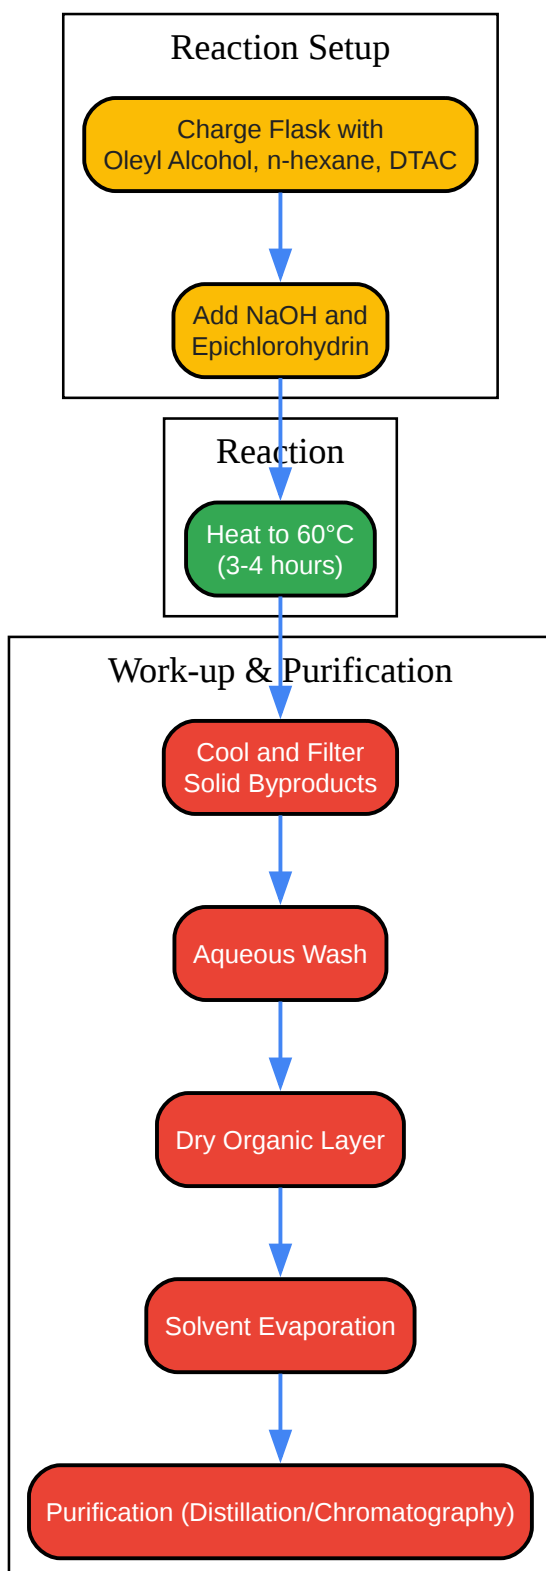 Reaction Setup
Charge Flask with
Oleyl Alcohol, n-hexane, DTAC
Add NaOH and
Epichlorohydrin
Reaction
Heat to 60°C
(3-4 hours)
Work-up & Purification
Cool and Filter
Solid Byproducts
Aqueous Wash
Dry Organic Layer
Solvent Evaporation
Purification (Distillation/Chromatography)